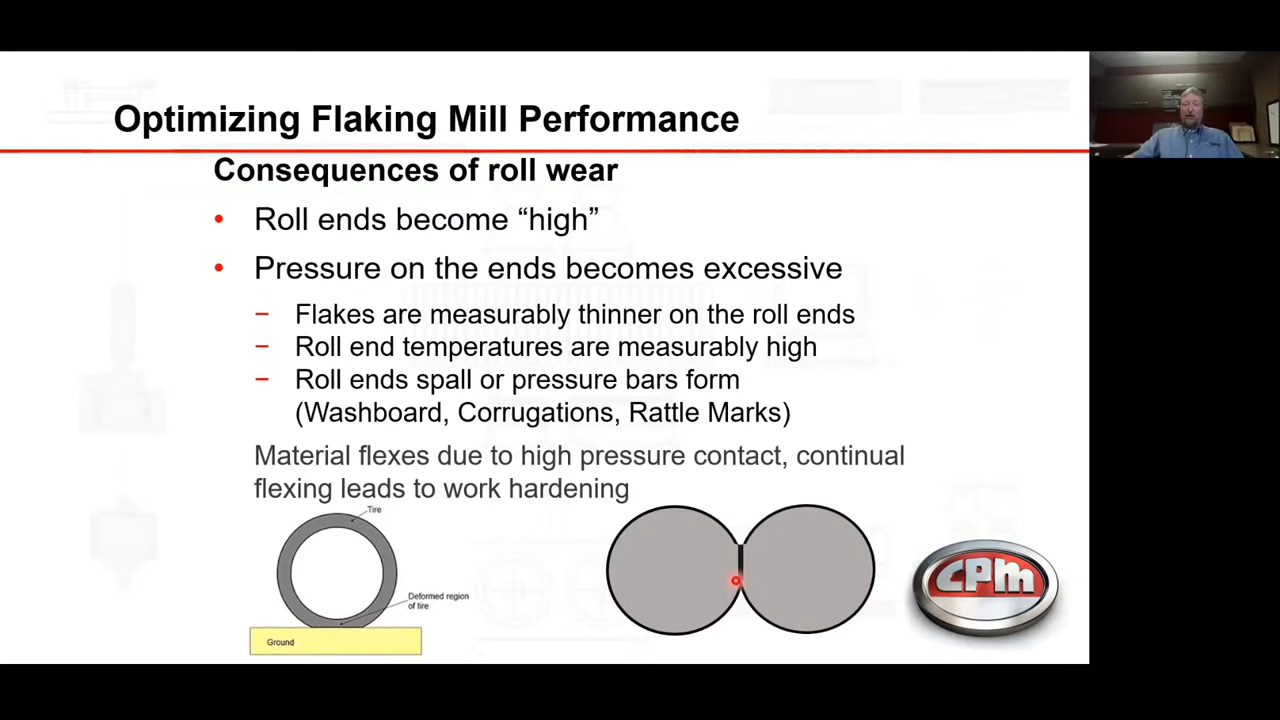 Optimizing Flaking Mill Performance
Consequences of roll wear
• Roll ends become “high”
• Pressure on the ends becomes excessive
– Flakes are measurably thinner on the roll ends
– Roll end temperatures are measurably high
– Roll ends spall or pressure bars form
(Washboard, Corrugations, Rattle Marks)
Material flexes due to high pressure contact, continual
flexing leads to work hardening
Tire
Deformed region
of tire
Ground
CPM